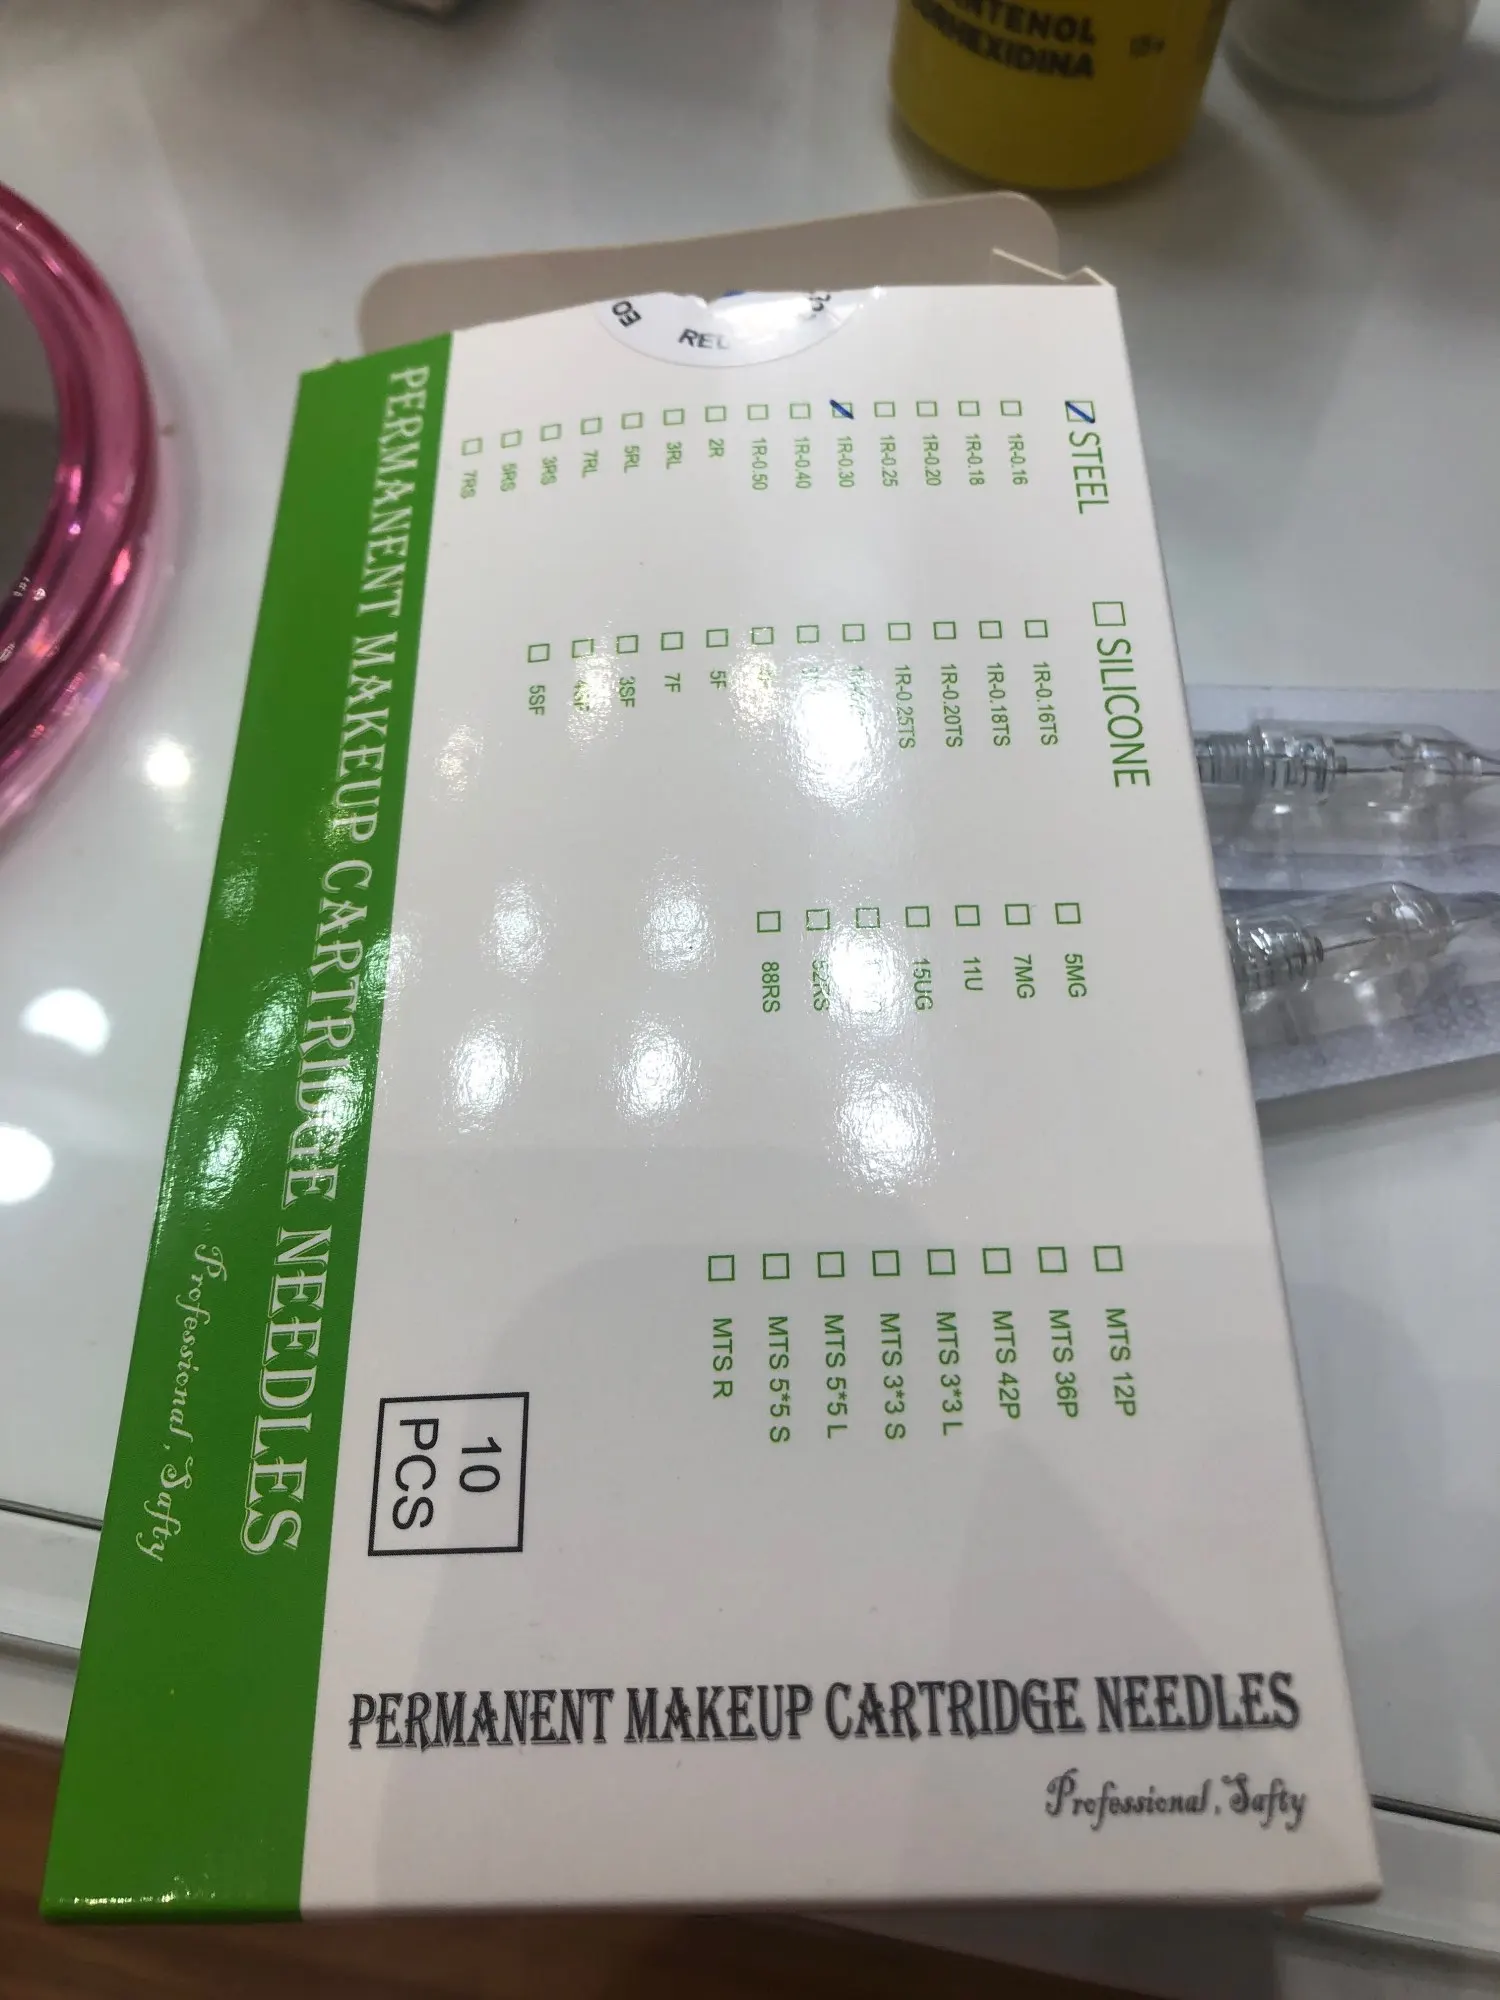 STEEL
1R-0.16
1R-0.18
1R-0.20
1R-0.25
1R-0.30
1R-0.40
1R-0.50
2R
3RL
5RL
7RL
3RS
5RS
7RS
SILICONE
1R-0.16TS
1R-0.18TS
1R-0.20TS
1R-0.25TS
5F
7F
3SF
4SF
5SF
5MG
7MG
11U
15UG
52RS
88RS
MTS 12P
MTS 36P
MTS 42P
MTS 3*3 L
MTS 3*3 S
MTS 5*5 L
MTS 5*5 S
MTS R
10
PCS
PERMANENT MAKEUP CARTRIDGE NEEDLES
Professional, Safty
PERMANENT MAKEUP CARTRIDGE NEEDLES
Professional, Safty